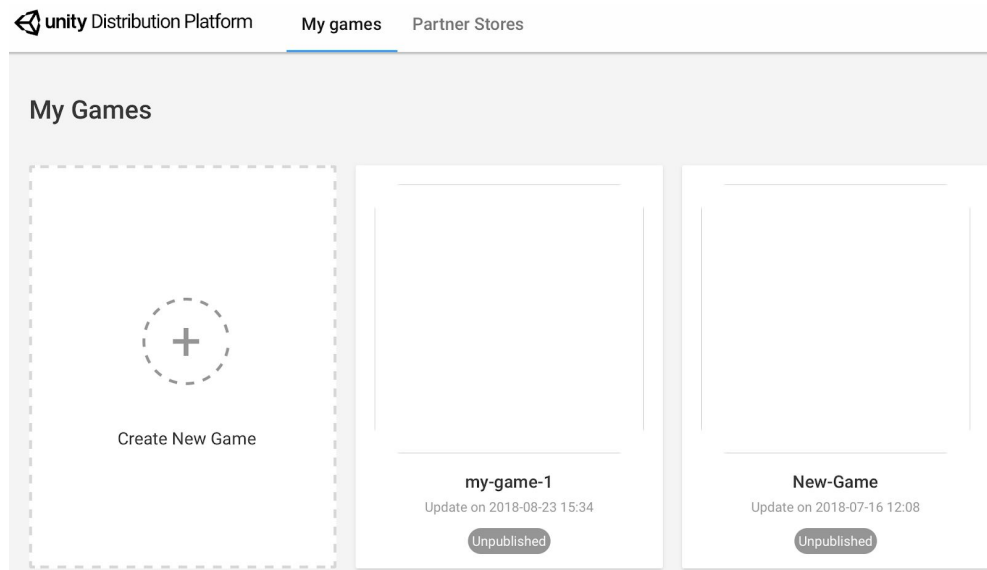 unity Distribution Platform My games Partner Stores
My Games
Create New Game
my-game-1
Update on 2018-08-23 15:34
Unpublished
New-Game
Update on 2018-07-16 12:08
Unpublished